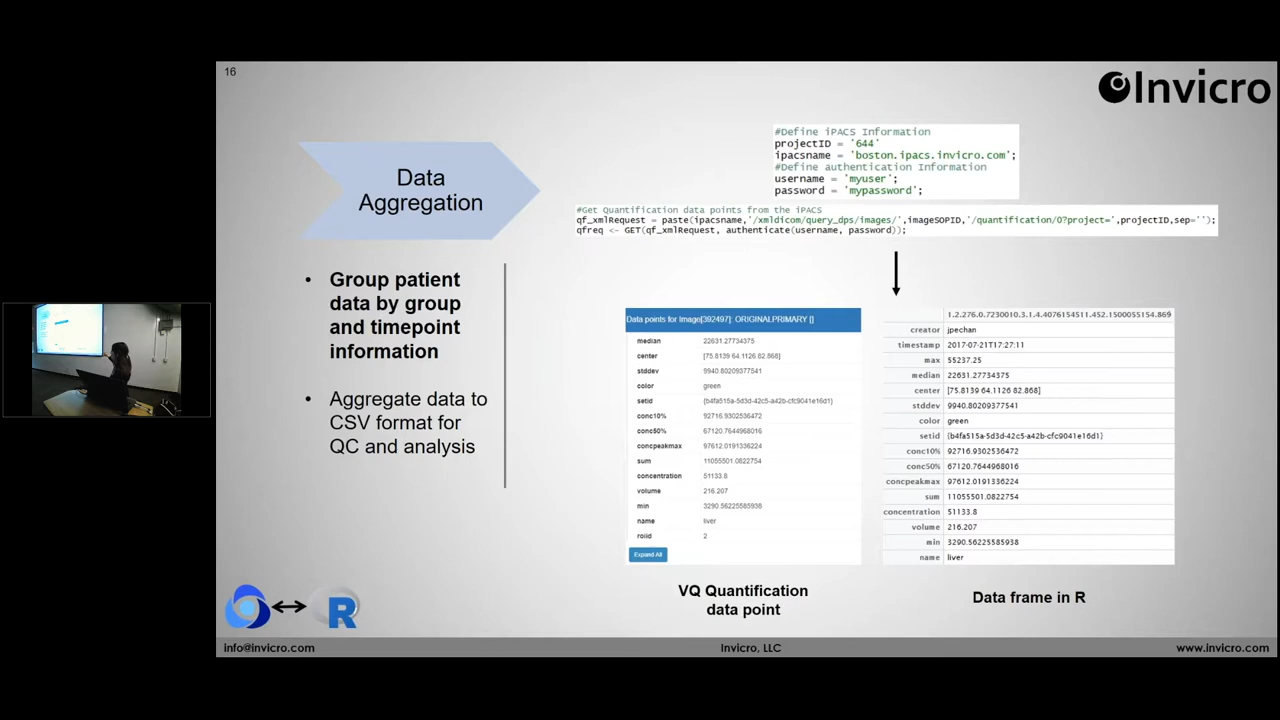 16
Invicro
Data
Aggregation
• Group patient
data by group
and timepoint
information
• Aggregate data to
CSV format for
QC and analysis
#Define iPACS Information
projectID = '644'
ipacsname = 'boston.ipacs.invicro.com';
#Define authentication Information
username = 'myuser';
password = 'mypassword';
#Get Quantification data points from the iPACS
qf_xmlRequest = paste(ipacsname,'/xmldicom/query_dps/images/',imageSOPID,'/quantification/0?project=',projectID,sep='');
qfreq <- GET(qf_xmlRequest, authenticate(username, password));
Data points for Image[392497]: ORIGINALPRIMARY []
median 22631.27734375
center [75.8139 64.1126 82.868]
stddev 9940.80209377541
color green
setid {b4fa515a-5d3d-42c5-a42b-cfc9041e16d1}
conc10% 92716.9302536472
conc50% 67120.7644968016
concpeakmax 97612.0191336224
sum 11055501.0822754
concentration 51133.8
volume 216.207
min 3290.56225585938
name liver
roiid 2
Expand All
VQ Quantification
data point
1.2.276.0.7230010.3.1.4.4076154511.452.1500055154.869
creator jpechan
timestamp 2017-07-21T17:27:11
max 55237.25
median 22631.27734375
center [75.8139 64.1126 82.868]
stddev 9940.80209377541
color green
setid {b4fa515a-5d3d-42c5-a42b-cfc9041e16d1}
conc10% 92716.9302536472
conc50% 67120.7644968016
concpeakmax 97612.0191336224
sum 11055501.0822754
concentration 51133.8
volume 216.207
min 3290.56225585938
name liver
Data frame in R
R
info@invicro.com
Invicro, LLC
www.invicro.com